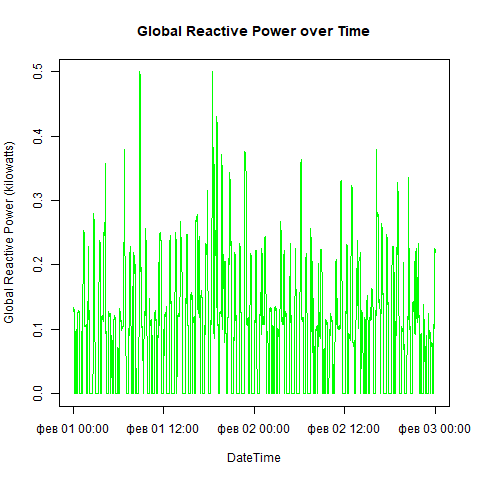 Global Reactive Power over Time
Global Reactive Power (kilowatts)
0.5
0.4
0.3
0.2
0.1
0.0
фев 01 00:00 фев 01 12:00 фев 02 00:00 фев 02 12:00 фев 03 00:00
DateTime